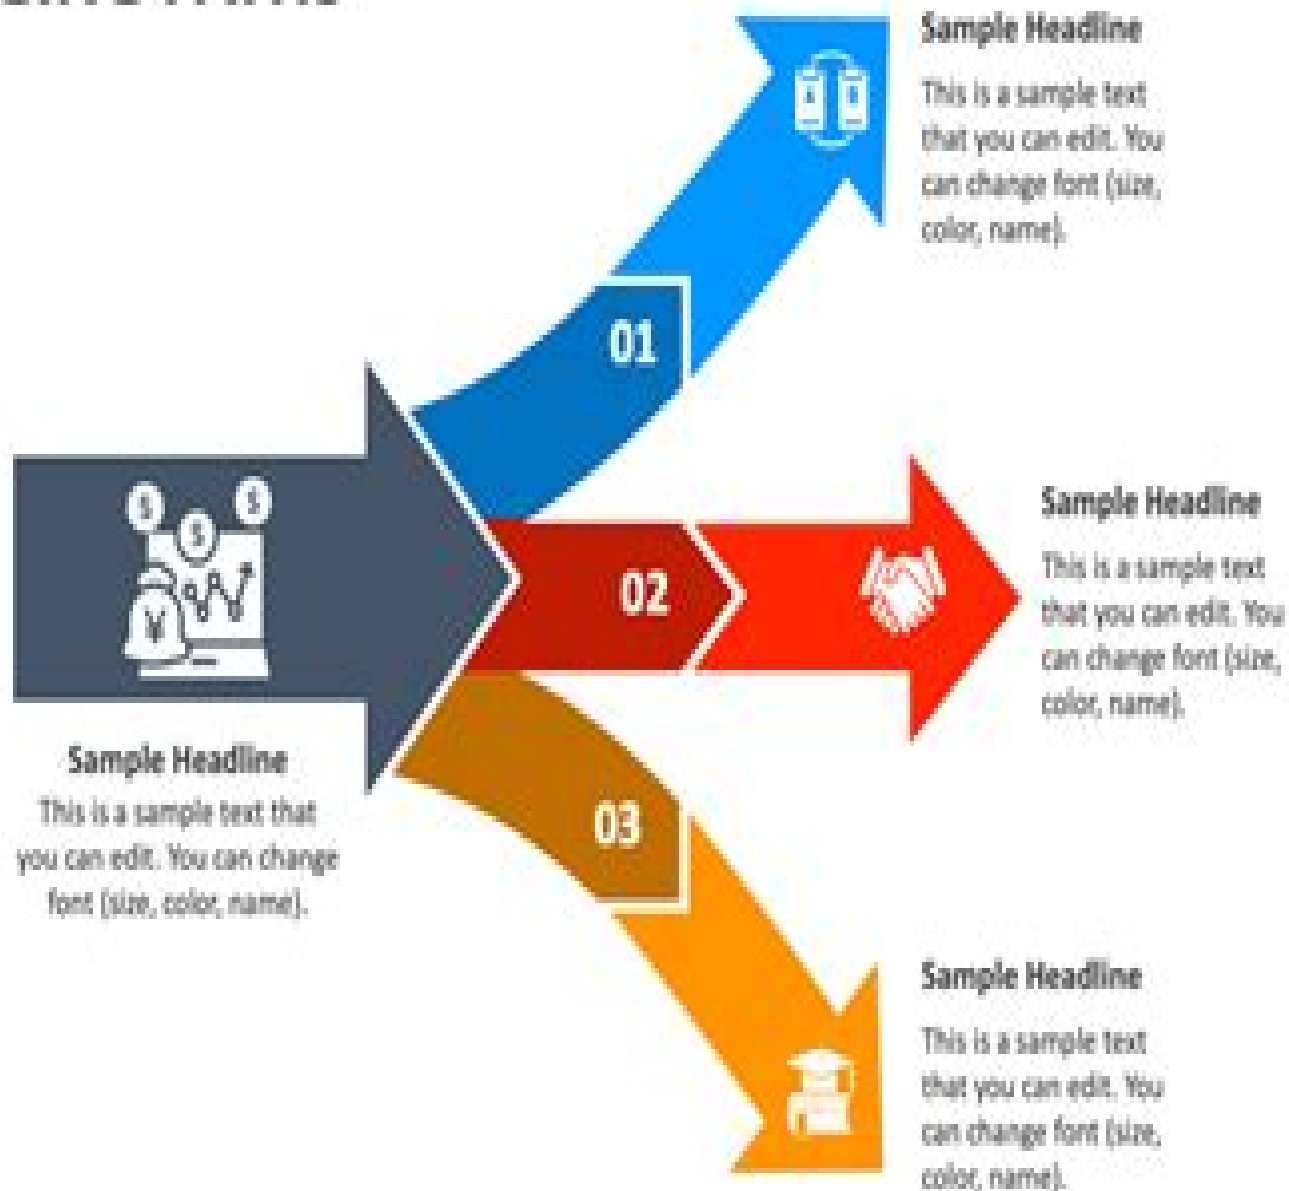 Sample Headline
This is a sample text
that you can edit. You
can change font (size,
color, name).
01
Sample Headline
This is a sample text
that you can edit. You
can change font (size,
color, name).
02
$
$
$
¥
Sample Headline
This is a sample text that
you can edit. You can change
font (size, color, name).
03
Sample Headline
This is a sample text
that you can edit. You
can change font (size,
color, name).